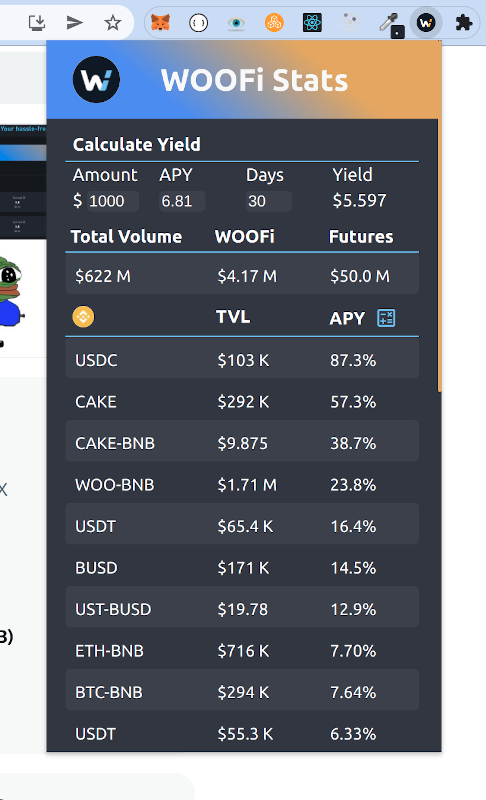 WOOFi Stats
Your hassle-fre
Calculate Yield
Amount APY Days Yield
$ 1000 6.81 30 $5.597
Total Volume WOOFi Futures
$622 M $4.17 M $50.0 M
TVL APY
USDC $103 K 87.3%
CAKE $292 K 57.3%
CAKE-BNB $9.875 38.7%
WOO-BNB $1.71 M 23.8%
X
USDT $65.4 K 16.4%
BUSD $171 K 14.5%
UST-BUSD $19.78 12.9%
B)
ETH-BNB $716 K 7.70%
BTC-BNB $294 K 7.64%
USDT $55.3 K 6.33%